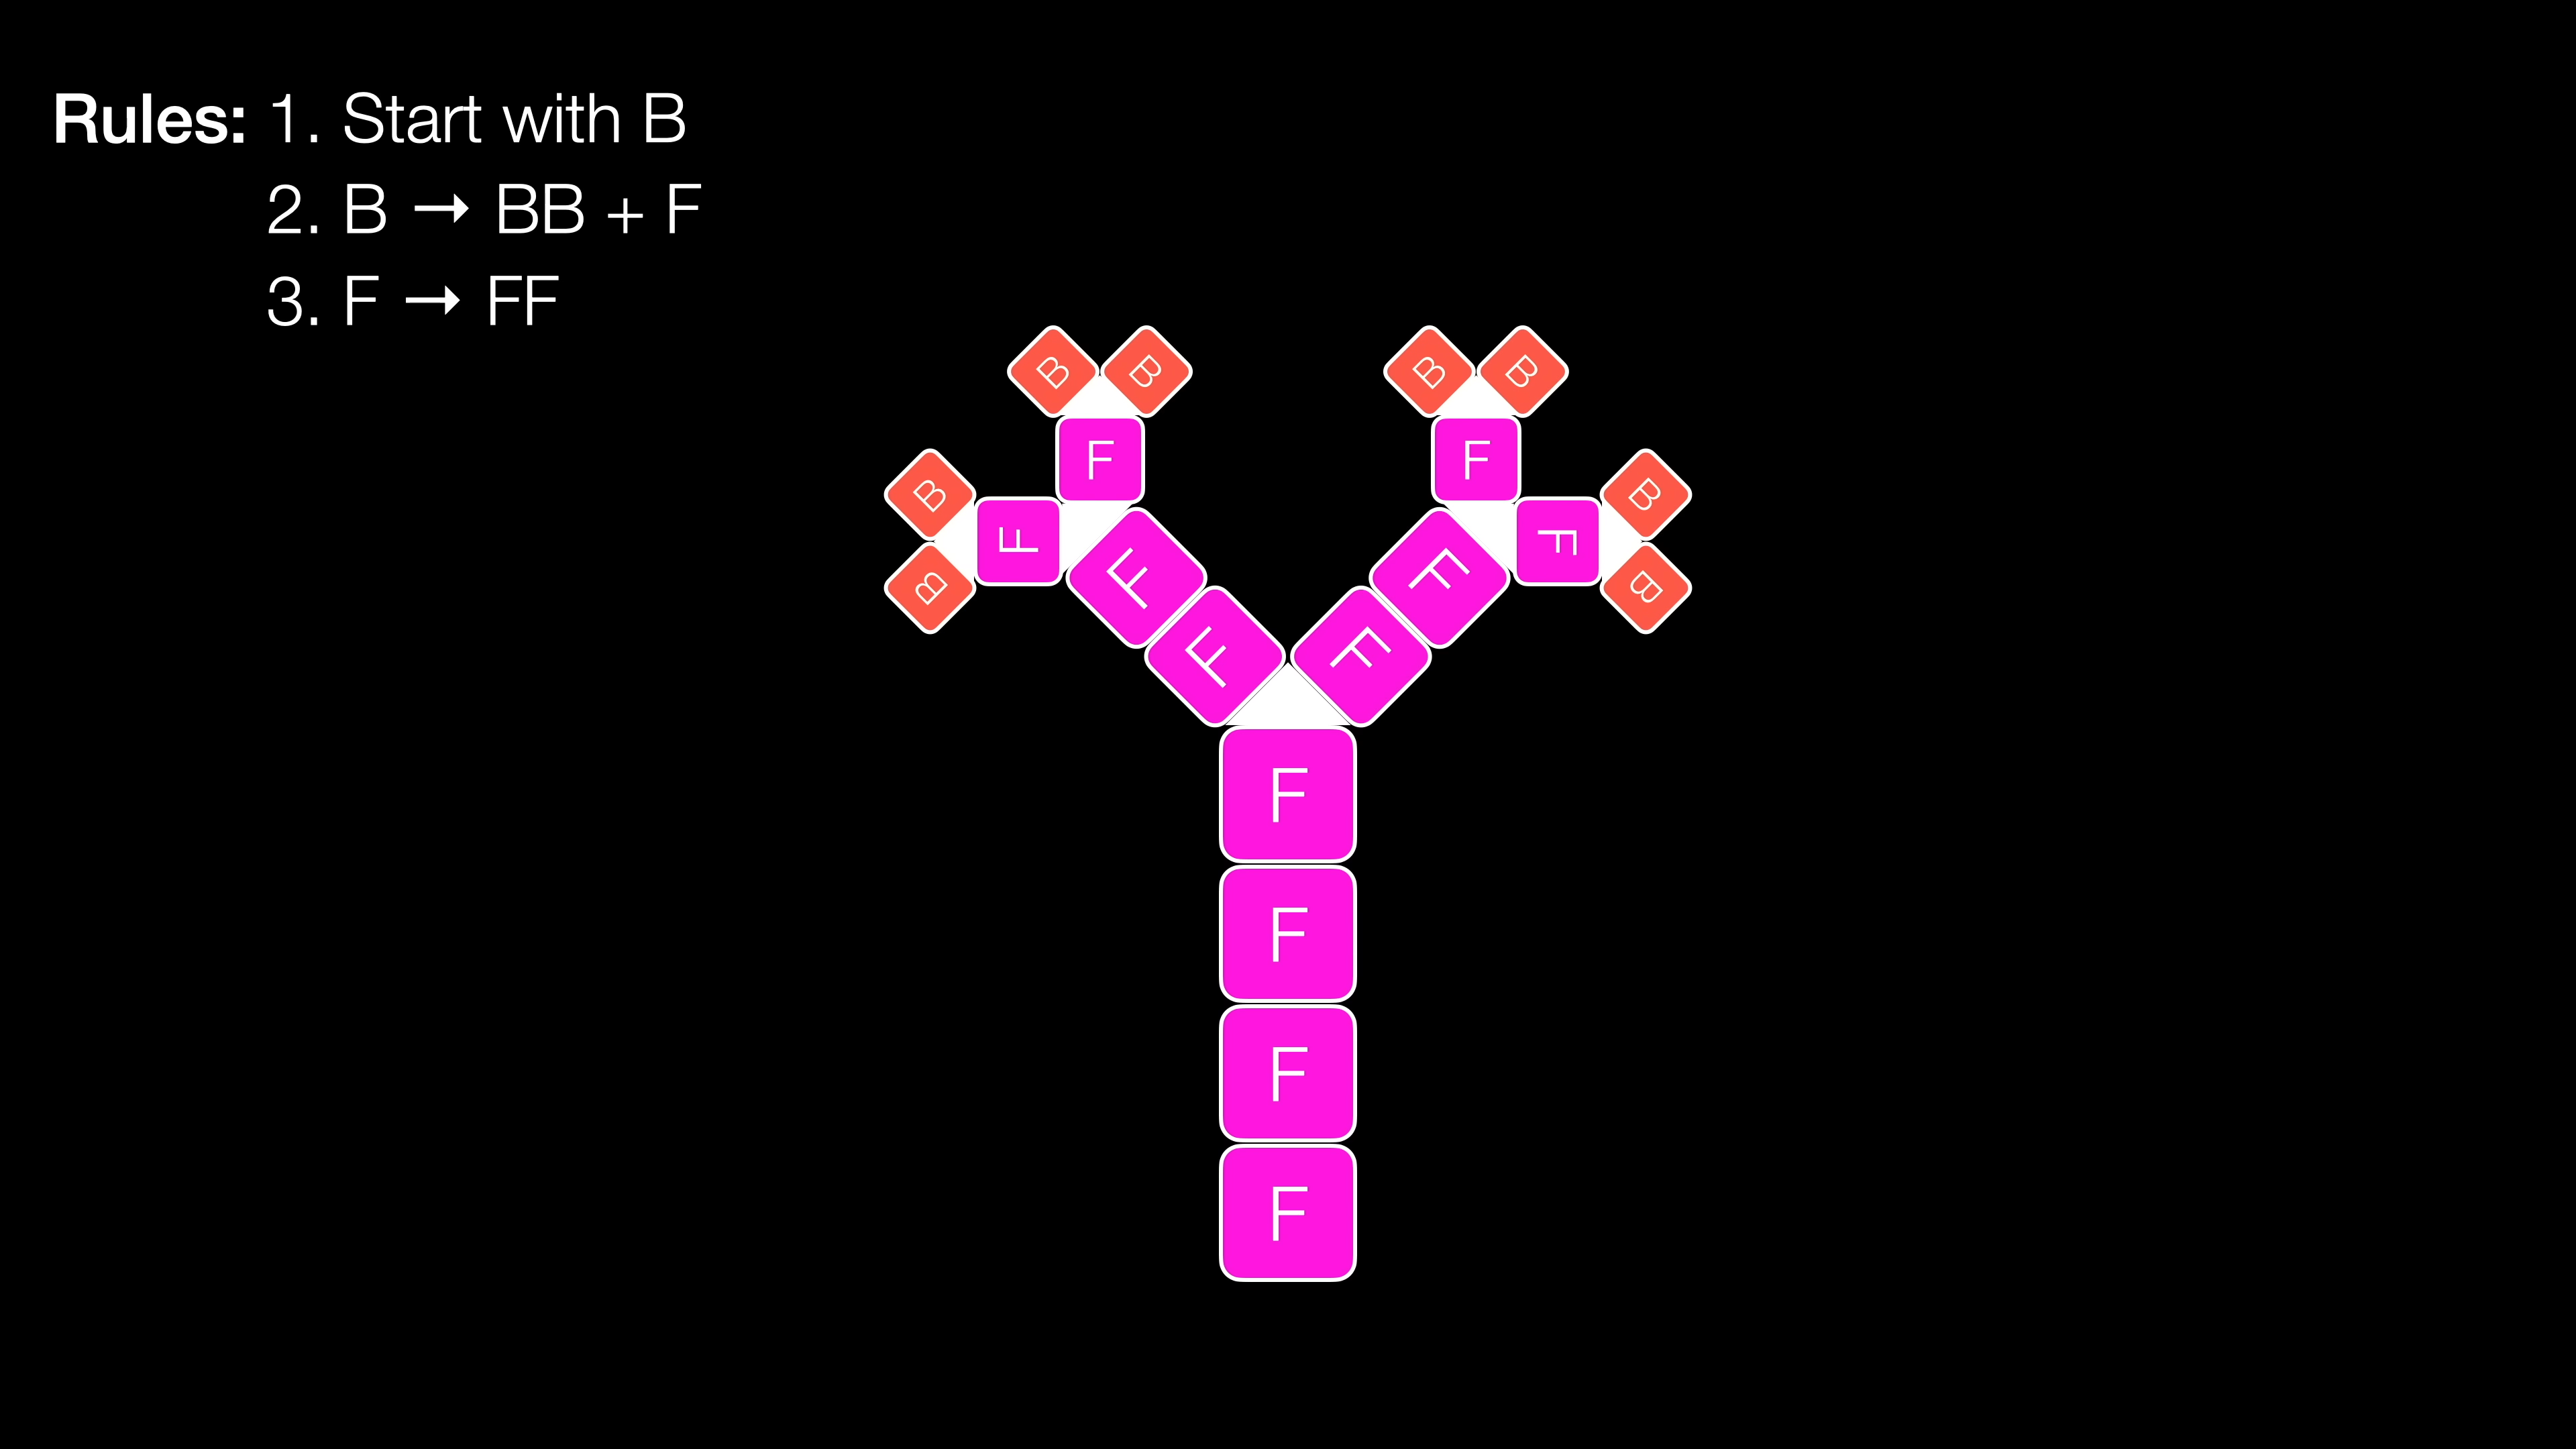 Rules: 1. Start with B
2. B → BB + F
3. F → FF
B B B B
F F
B B
F F
B B
F F
F F
F
F
F
F